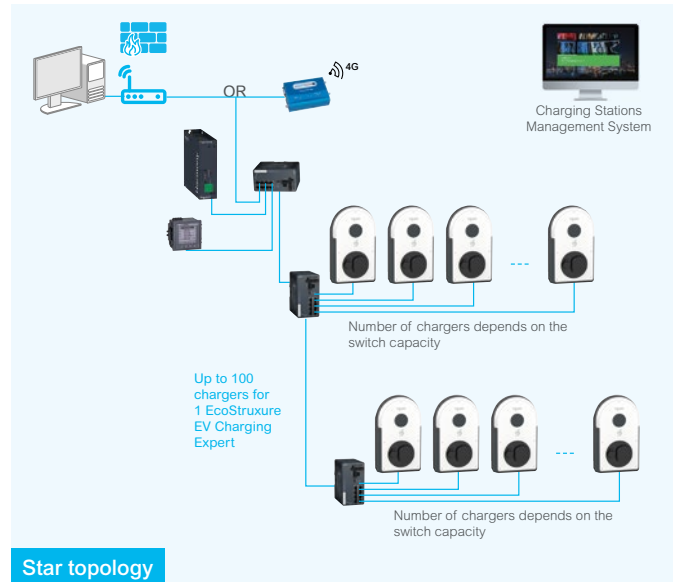 4G
OR
Charging Stations
Management System
Number of chargers depends on the
switch capacity
Up to 100
chargers for
1 EcoStruxure
EV Charging
Expert
Number of chargers depends on the
switch capacity
Star topology